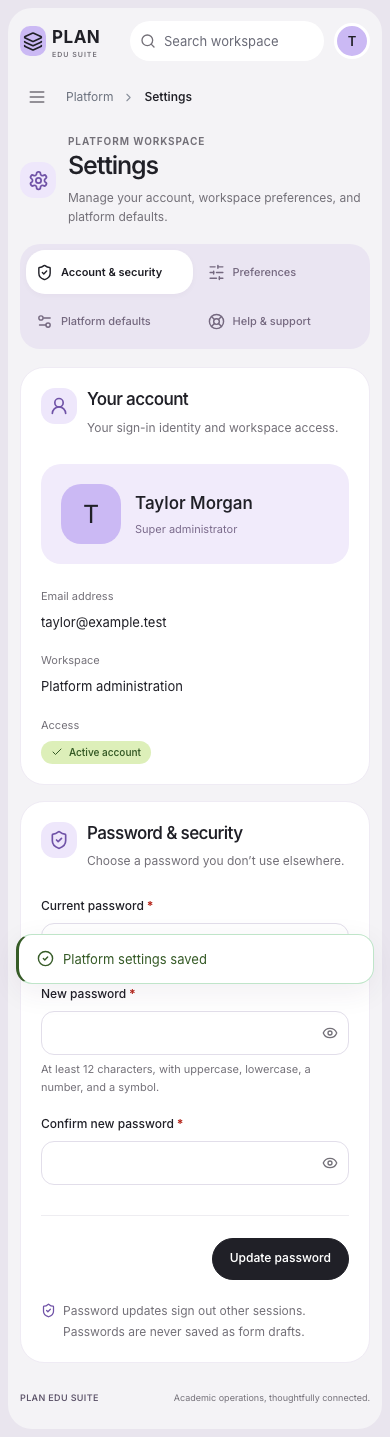 PLAN
EDU SUITE
Search workspace
T
Platform
Settings
PLATFORM WORKSPACE
Settings
Manage your account, workspace preferences, and
platform defaults.
Account & security
Preferences
Platform defaults
Help & support
Your account
Your sign-in identity and workspace access.
T
Taylor Morgan
Super administrator
Email address
taylor@example.test
Workspace
Platform administration
Access
Active account
Password & security
Choose a password you don’t use elsewhere.
Current password *
Platform settings saved
New password *
At least 12 characters, with uppercase, lowercase, a
number, and a symbol.
Confirm new password *
Update password
Password updates sign out other sessions.
Passwords are never saved as form drafts.
PLAN EDU SUITE
Academic operations, thoughtfully connected.